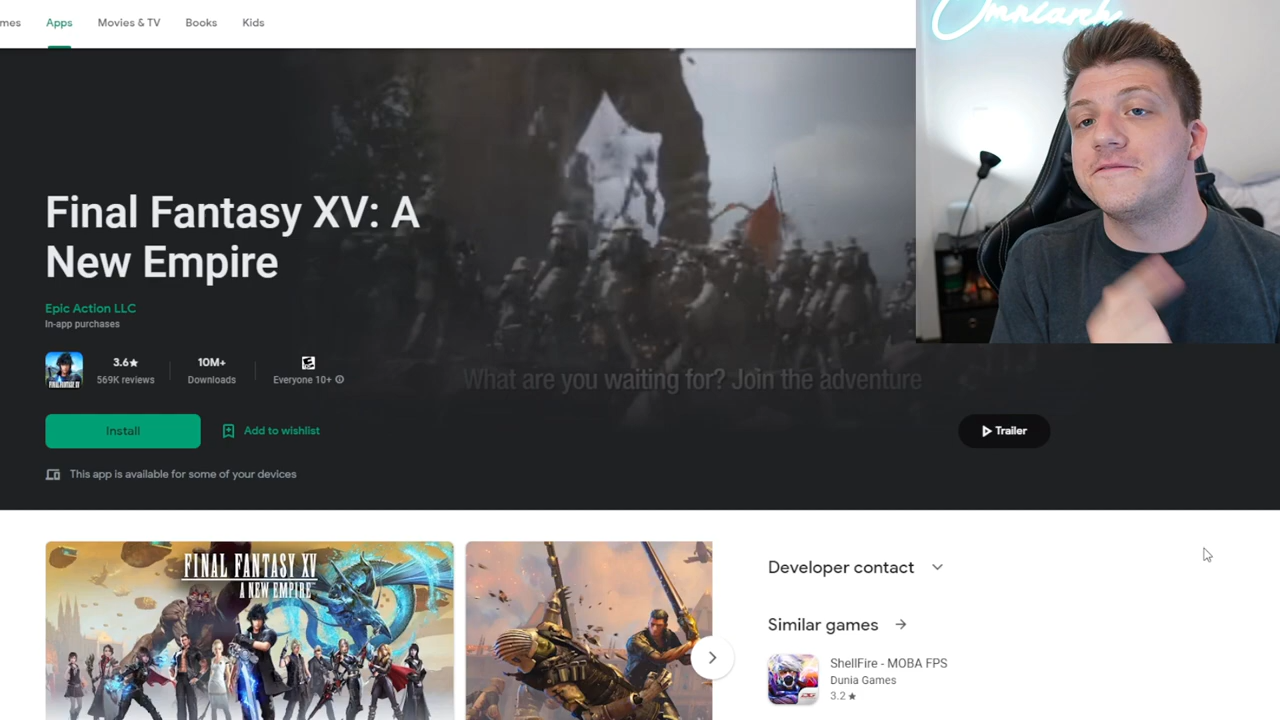 mes Apps Movies & TV Books Kids
Omniarch
Final Fantasy XV: A
New Empire
Epic Action LLC
In-app purchases
3.6★ 10M+ E
569K reviews Downloads Everyone 10+
What are you waiting for? Join the adventure
Install Add to wishlist Trailer
This app is available for some of your devices
FINAL FANTASY XV
A NEW EMPIRE
Developer contact
Similar games
ShellFire - MOBA FPS
Dunia Games
3.2★